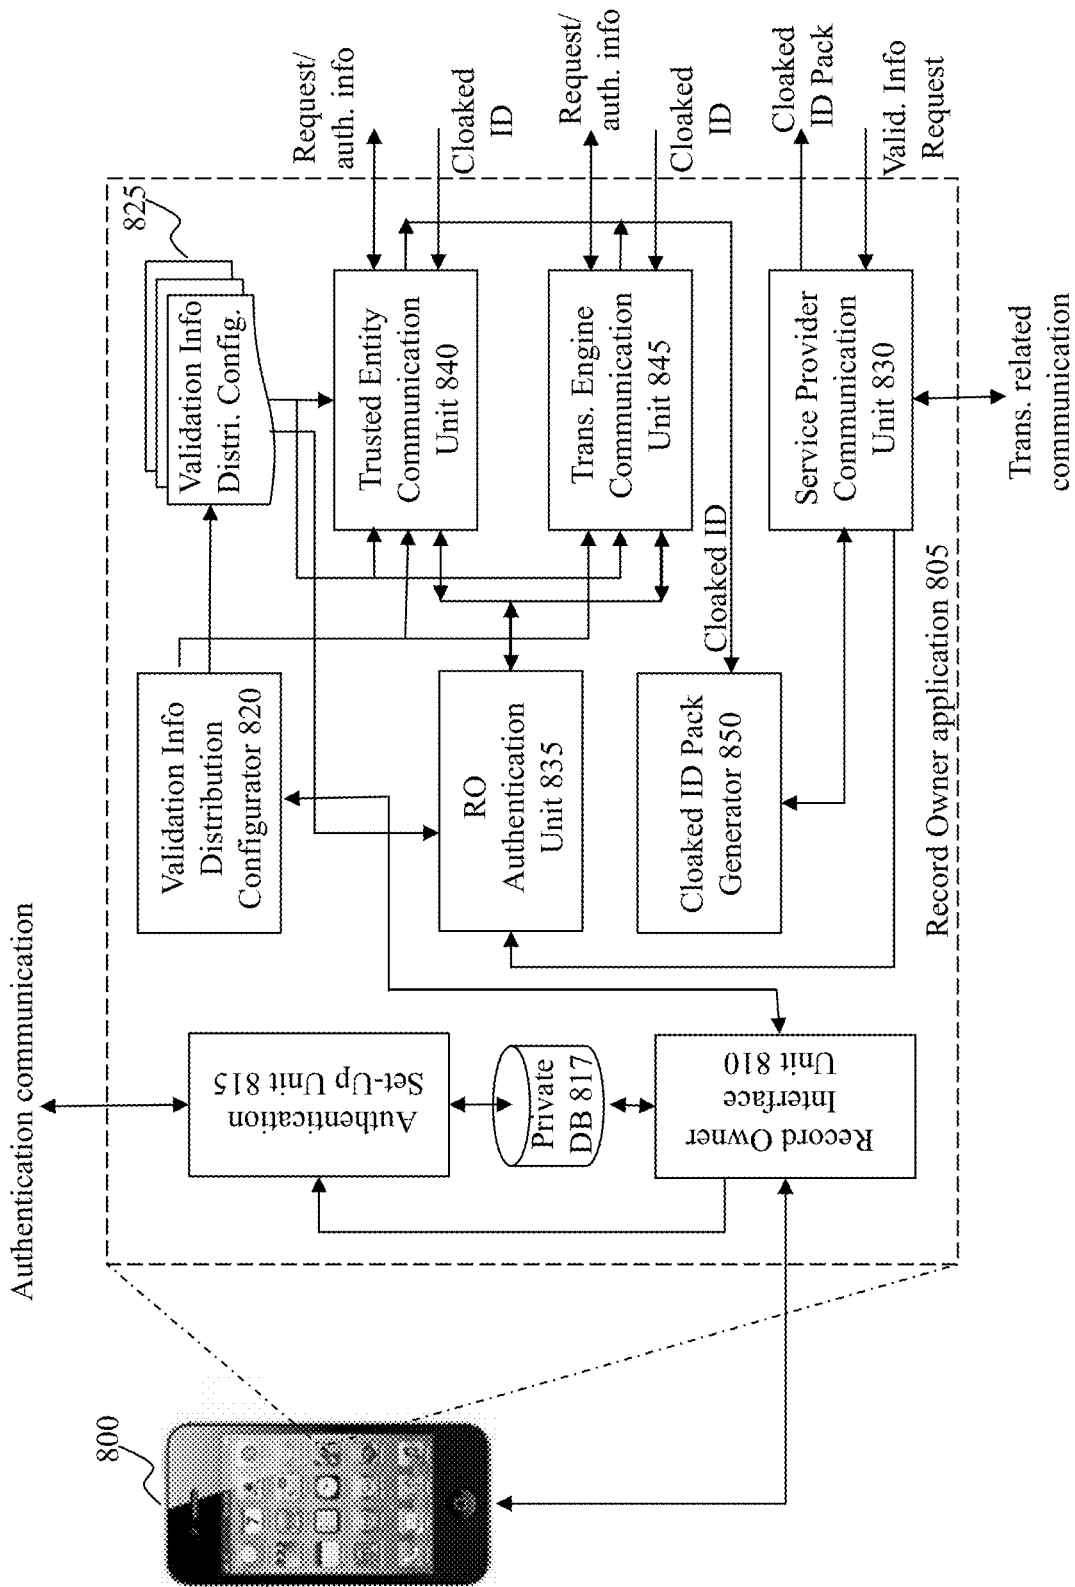 Authentication communication
800
Authentication
Set-Up Unit 815
Private
DB 817
Record Owner
Interface
Unit 810
Validation Info
Distribution
Configurator 820
825
Validation Info
Distri. Config.
RO
Authentication
Unit 835
Cloaked ID Pack
Generator 850
Cloaked ID
Trusted Entity
Communication
Unit 840
Trans. Engine
Communication
Unit 845
Service Provider
Communication
Unit 830
Request/
auth. info
Cloaked
ID
Request/
auth. info
Cloaked
ID
Cloaked
ID Pack
Valid. Info
Request
Record Owner application 805
Trans. related
communication